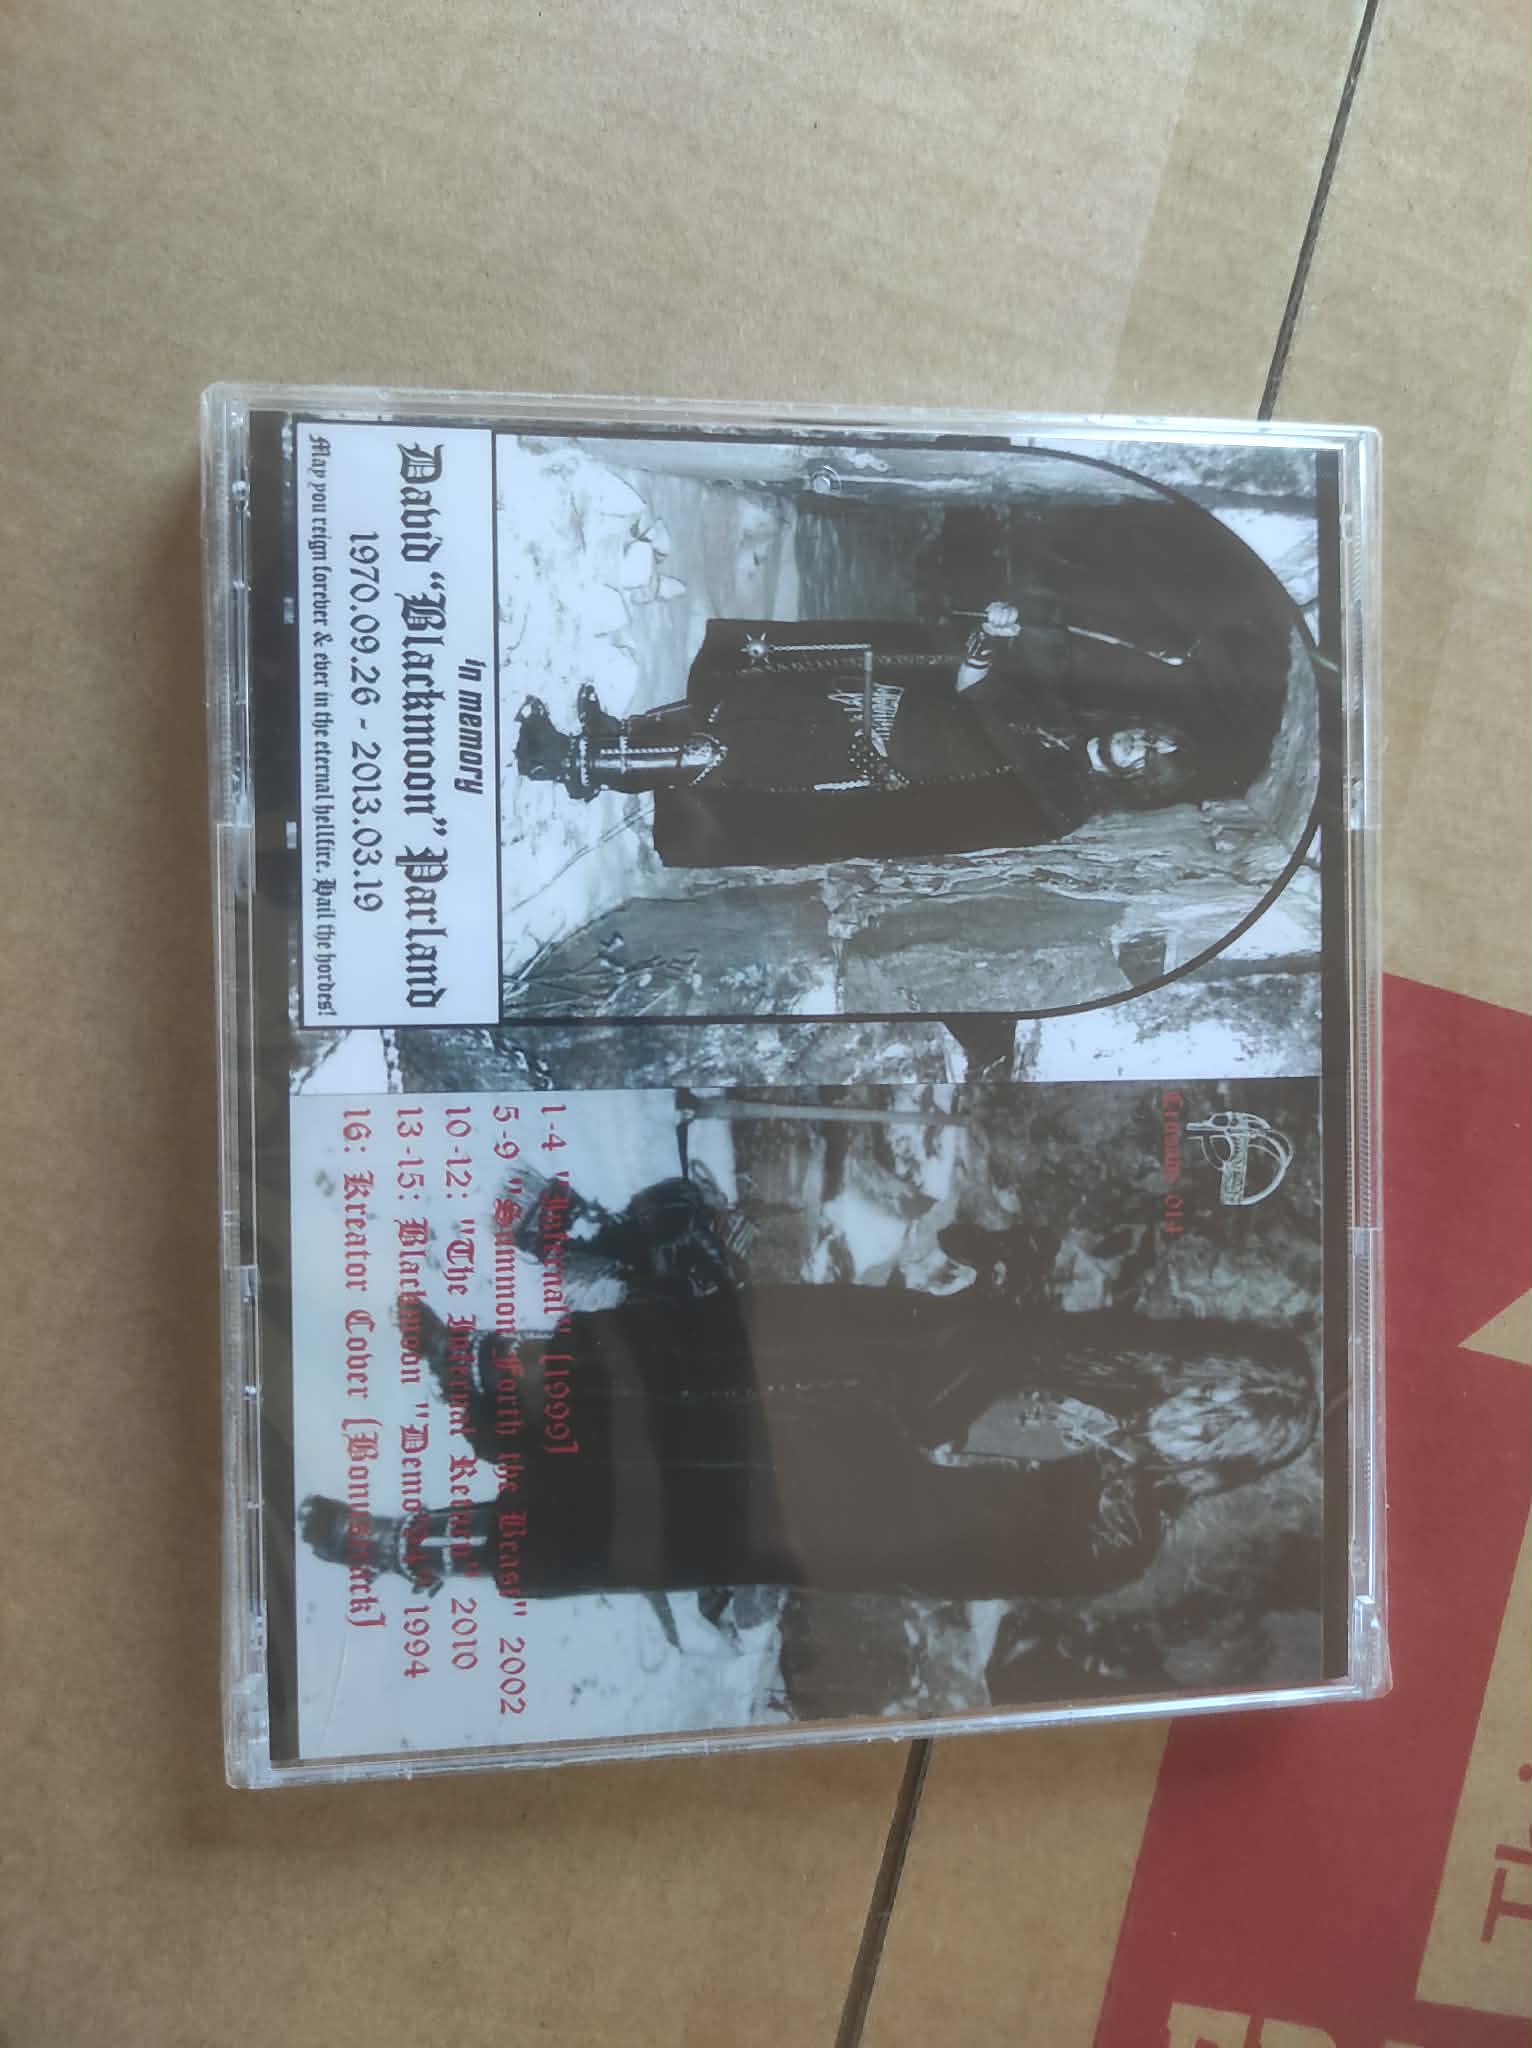 In memory
David “Blackmoon” Parland
1970.09.26 - 2013.03.19
May you reign forever & ever in the eternal hellfire. Hail the hordes!
1-4 "Infernal" [1999]
5-9 "Summon Forth the Beast" 2002
10-12: "The Infernal Return" 2010
13-15: Blackmoon "Demo" 1994
16: Kreator Cover [Bonustrack]